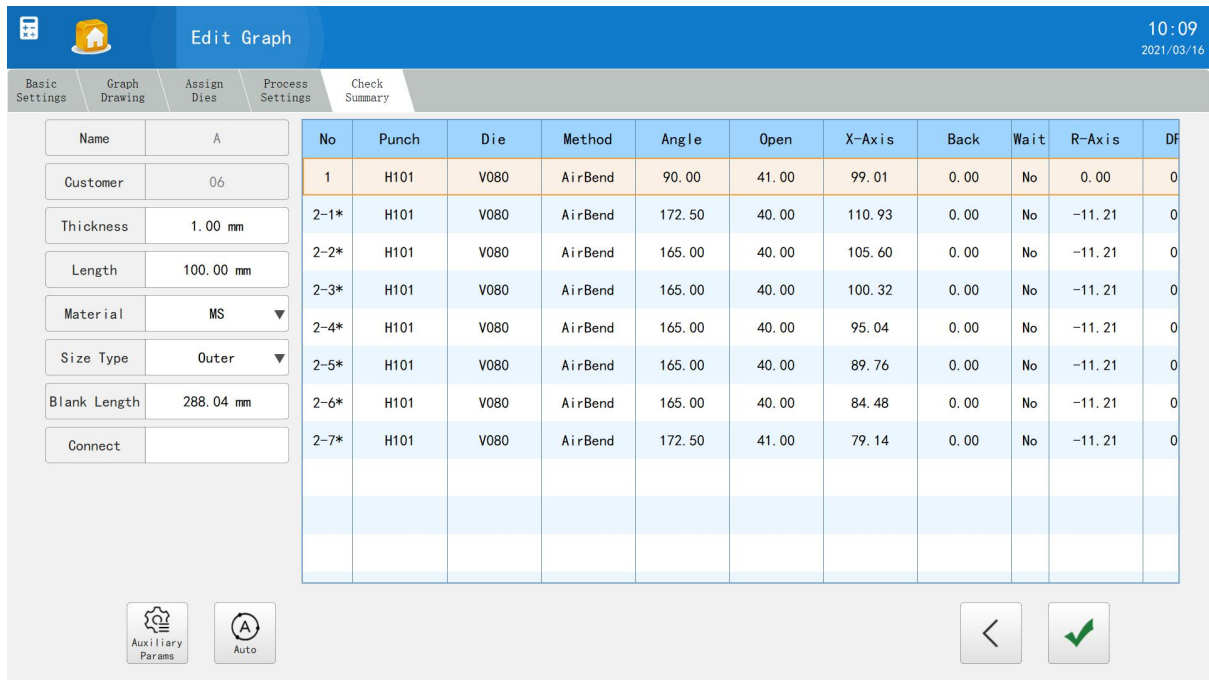 Edit Graph
10:09
2021/03/16
Basic
Settings
Graph
Drawing
Assign
Dies
Process
Settings
Check
Summary
Name A
Customer 06
Thickness 1.00 mm
Length 100.00 mm
Material MS
Size Type Outer
Blank Length 288.04 mm
Connect
No Punch Die Method Angle Open X-Axis Back Wait R-Axis
1 H101 V080 AirBend 90.00 41.00 99.01 0.00 No 0.00 0
2-1* H101 V080 AirBend 172.50 40.00 110.93 0.00 No -11.21 0
2-2* H101 V080 AirBend 165.00 40.00 105.60 0.00 No -11.21 0
2-3* H101 V080 AirBend 165.00 40.00 100.32 0.00 No -11.21 0
2-4* H101 V080 AirBend 165.00 40.00 95.04 0.00 No -11.21 0
2-5* H101 V080 AirBend 165.00 40.00 89.76 0.00 No -11.21 0
2-6* H101 V080 AirBend 165.00 40.00 84.48 0.00 No -11.21 0
2-7* H101 V080 AirBend 172.50 41.00 79.14 0.00 No -11.21 0
Auxiliary
Params
A
Auto